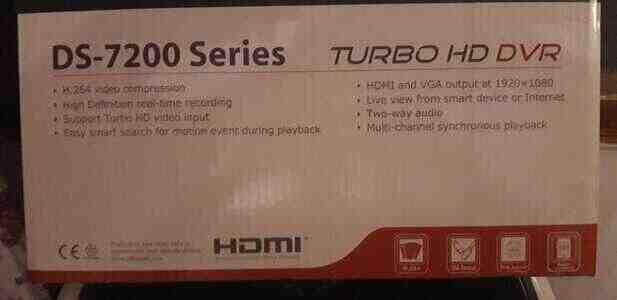 DS-7200 Series
• H.264 video compression
• High Definition real-time recording
• Support Turbo HD video input
• Easy smart search for motion event during playback
TURBO HD DVR
• HDMI and VGA output at 1920×1080
• Live view from smart device or Internet
• Two-way audio
• Multi-channel synchronous playback
CE
HDMI
H.264